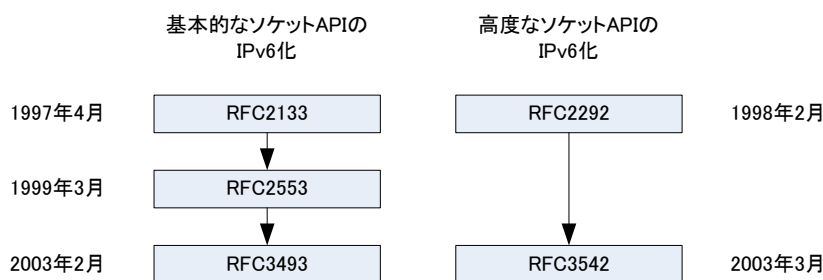 基本的なソケットAPIの
IPv6化
高度なソケットAPIの
IPv6化
1997年4月
RFC2133
RFC2292
1998年2月
1999年3月
RFC2553
2003年2月
RFC3493
RFC3542
2003年3月